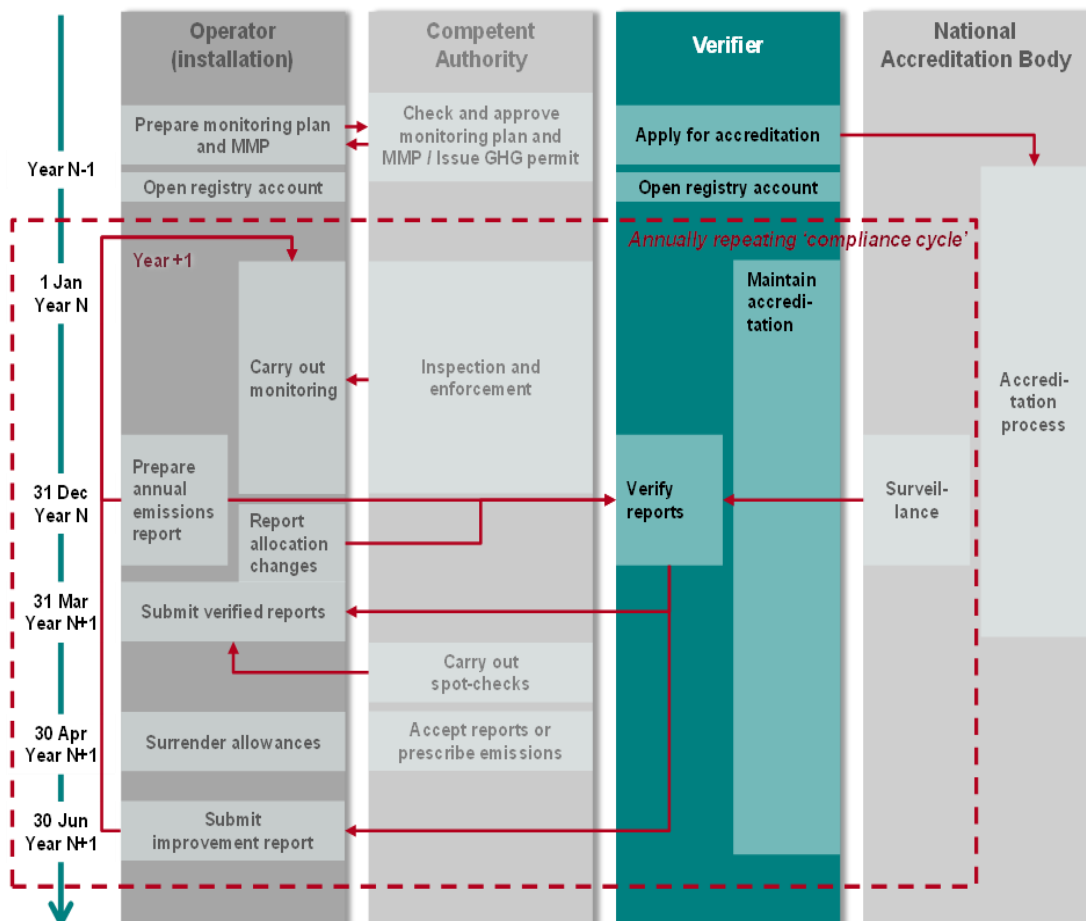 Operator
(installation)
Competent
Authority
Verifier
National
Accreditation Body
Year N-1
Prepare monitoring plan
and MMP
Check and approve
monitoring plan and
MMP / Issue GHG permit
Apply for accreditation
Open registry account
Open registry account
Annually repeating ‘compliance cycle’
Year +1
1 Jan
Year N
Carry out
monitoring
Inspection and
enforcement
Maintain
accredi-
tation
Accredi-
tation
process
31 Dec
Year N
Prepare
annual
emissions
report
Report
allocation
changes
Verify
reports
Surveil-
lance
31 Mar
Year N+1
Submit verified reports
Carry out
spot-checks
30 Apr
Year N+1
Surrender allowances
Accept reports or
prescribe emissions
30 Jun
Year N+1
Submit
improvement report